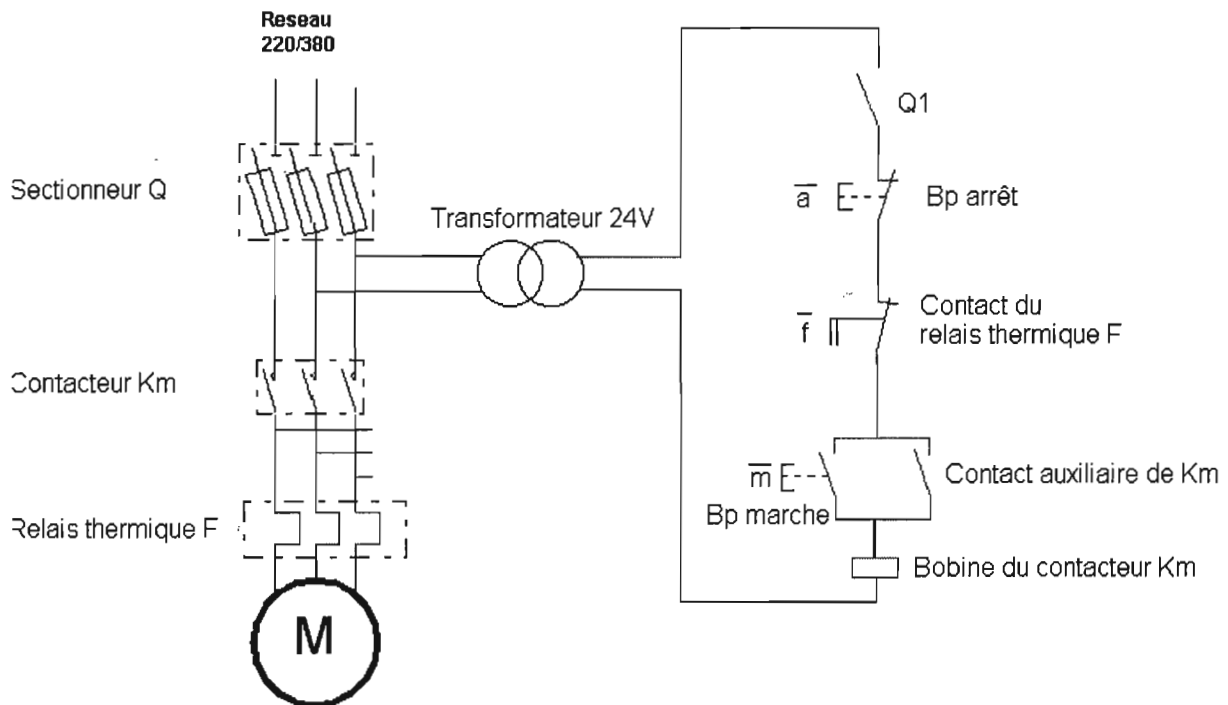 Reseau
220/380
Q1
Sectionneur Q
a
Bp arrêt
Transformateur 24V
f
Contact du
relais thermique F
Contacteur Km
m
Contact auxiliaire de Km
Bp marche
Relais thermique F
Bobine du contacteur Km
M